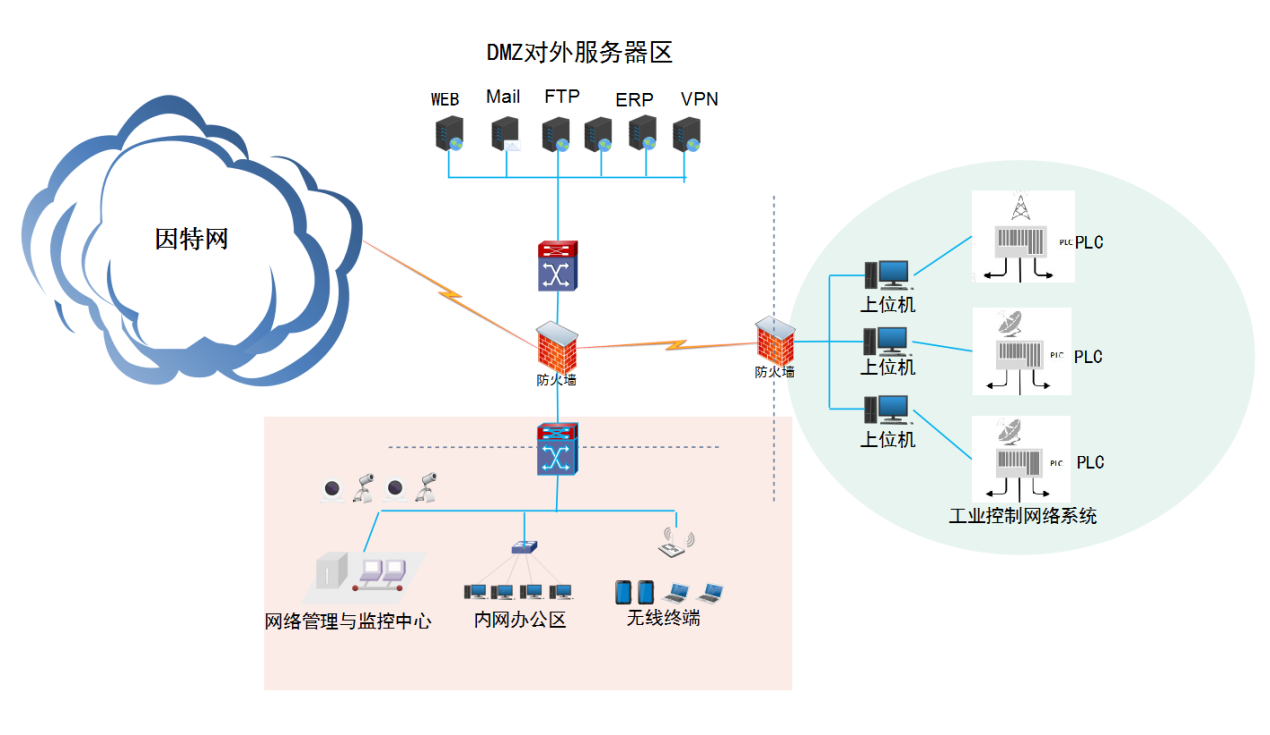 DMZ对外服务器区
WEB Mail FTP ERP VPN
因特网
防火墙
防火墙
上位机
上位机
上位机
PLC PLC
PLC PLC
PLC PLC
工业控制网络系统
网络管理与监控中心
内网办公区
无线终端